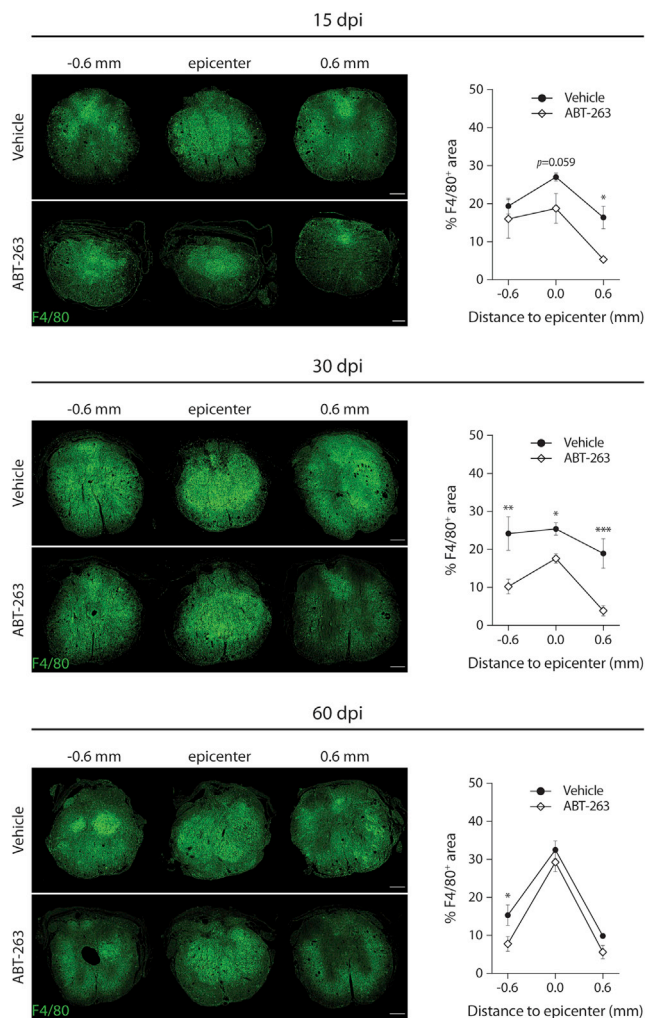 15 dpi
-0.6 mm epicenter 0.6 mm
Vehicle
ABT-263
F4/80
50
40
30
20
10
0
% F4/80⁺ area
Vehicle
ABT-263
p=0.059
*
-0.6 0.0 0.6
Distance to epicenter (mm)
30 dpi
-0.6 mm epicenter 0.6 mm
Vehicle
ABT-263
F4/80
50
40
30
20
10
0
% F4/80⁺ area
Vehicle
ABT-263
** * ***
-0.6 0.0 0.6
Distance to epicenter (mm)
60 dpi
-0.6 mm epicenter 0.6 mm
Vehicle
ABT-263
F4/80
50
40
30
20
10
0
% F4/80⁺ area
Vehicle
ABT-263
*
-0.6 0.0 0.6
Distance to epicenter (mm)